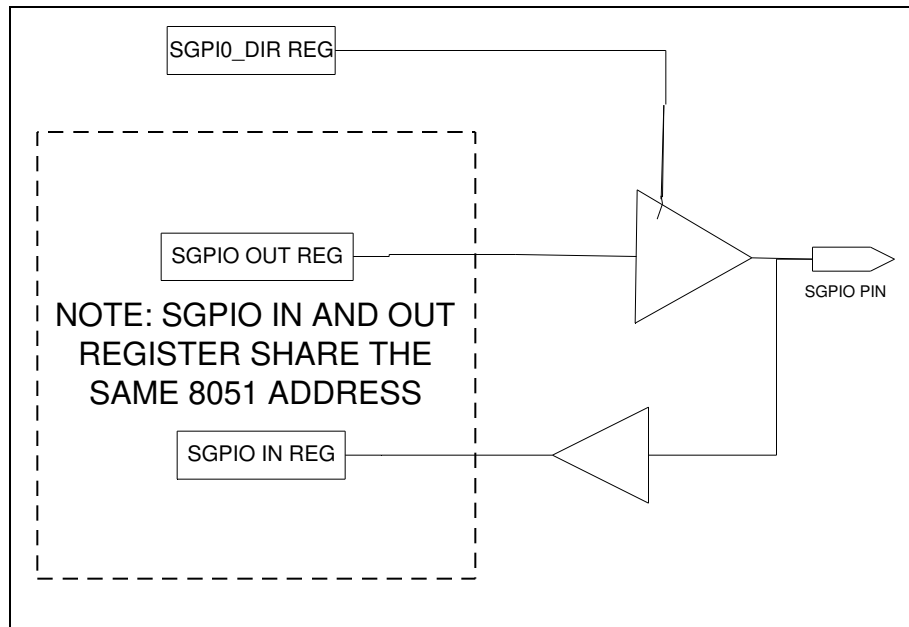 SGPI0_DIR REG
SGPIO OUT REG
SGPIO PIN
NOTE: SGPIO IN AND OUT
REGISTER SHARE THE
SAME 8051 ADDRESS
SGPIO IN REG